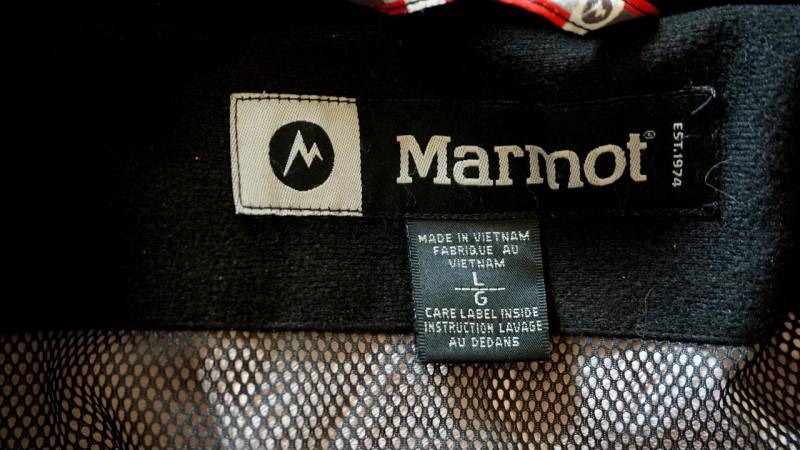 Marmot®
EST.1974
MADE IN VIETNAM
FABRIQUE AU
VIETNAM
L
G
CARE LABEL INSIDE
INSTRUCTION LAVAGE
AU DEDANS